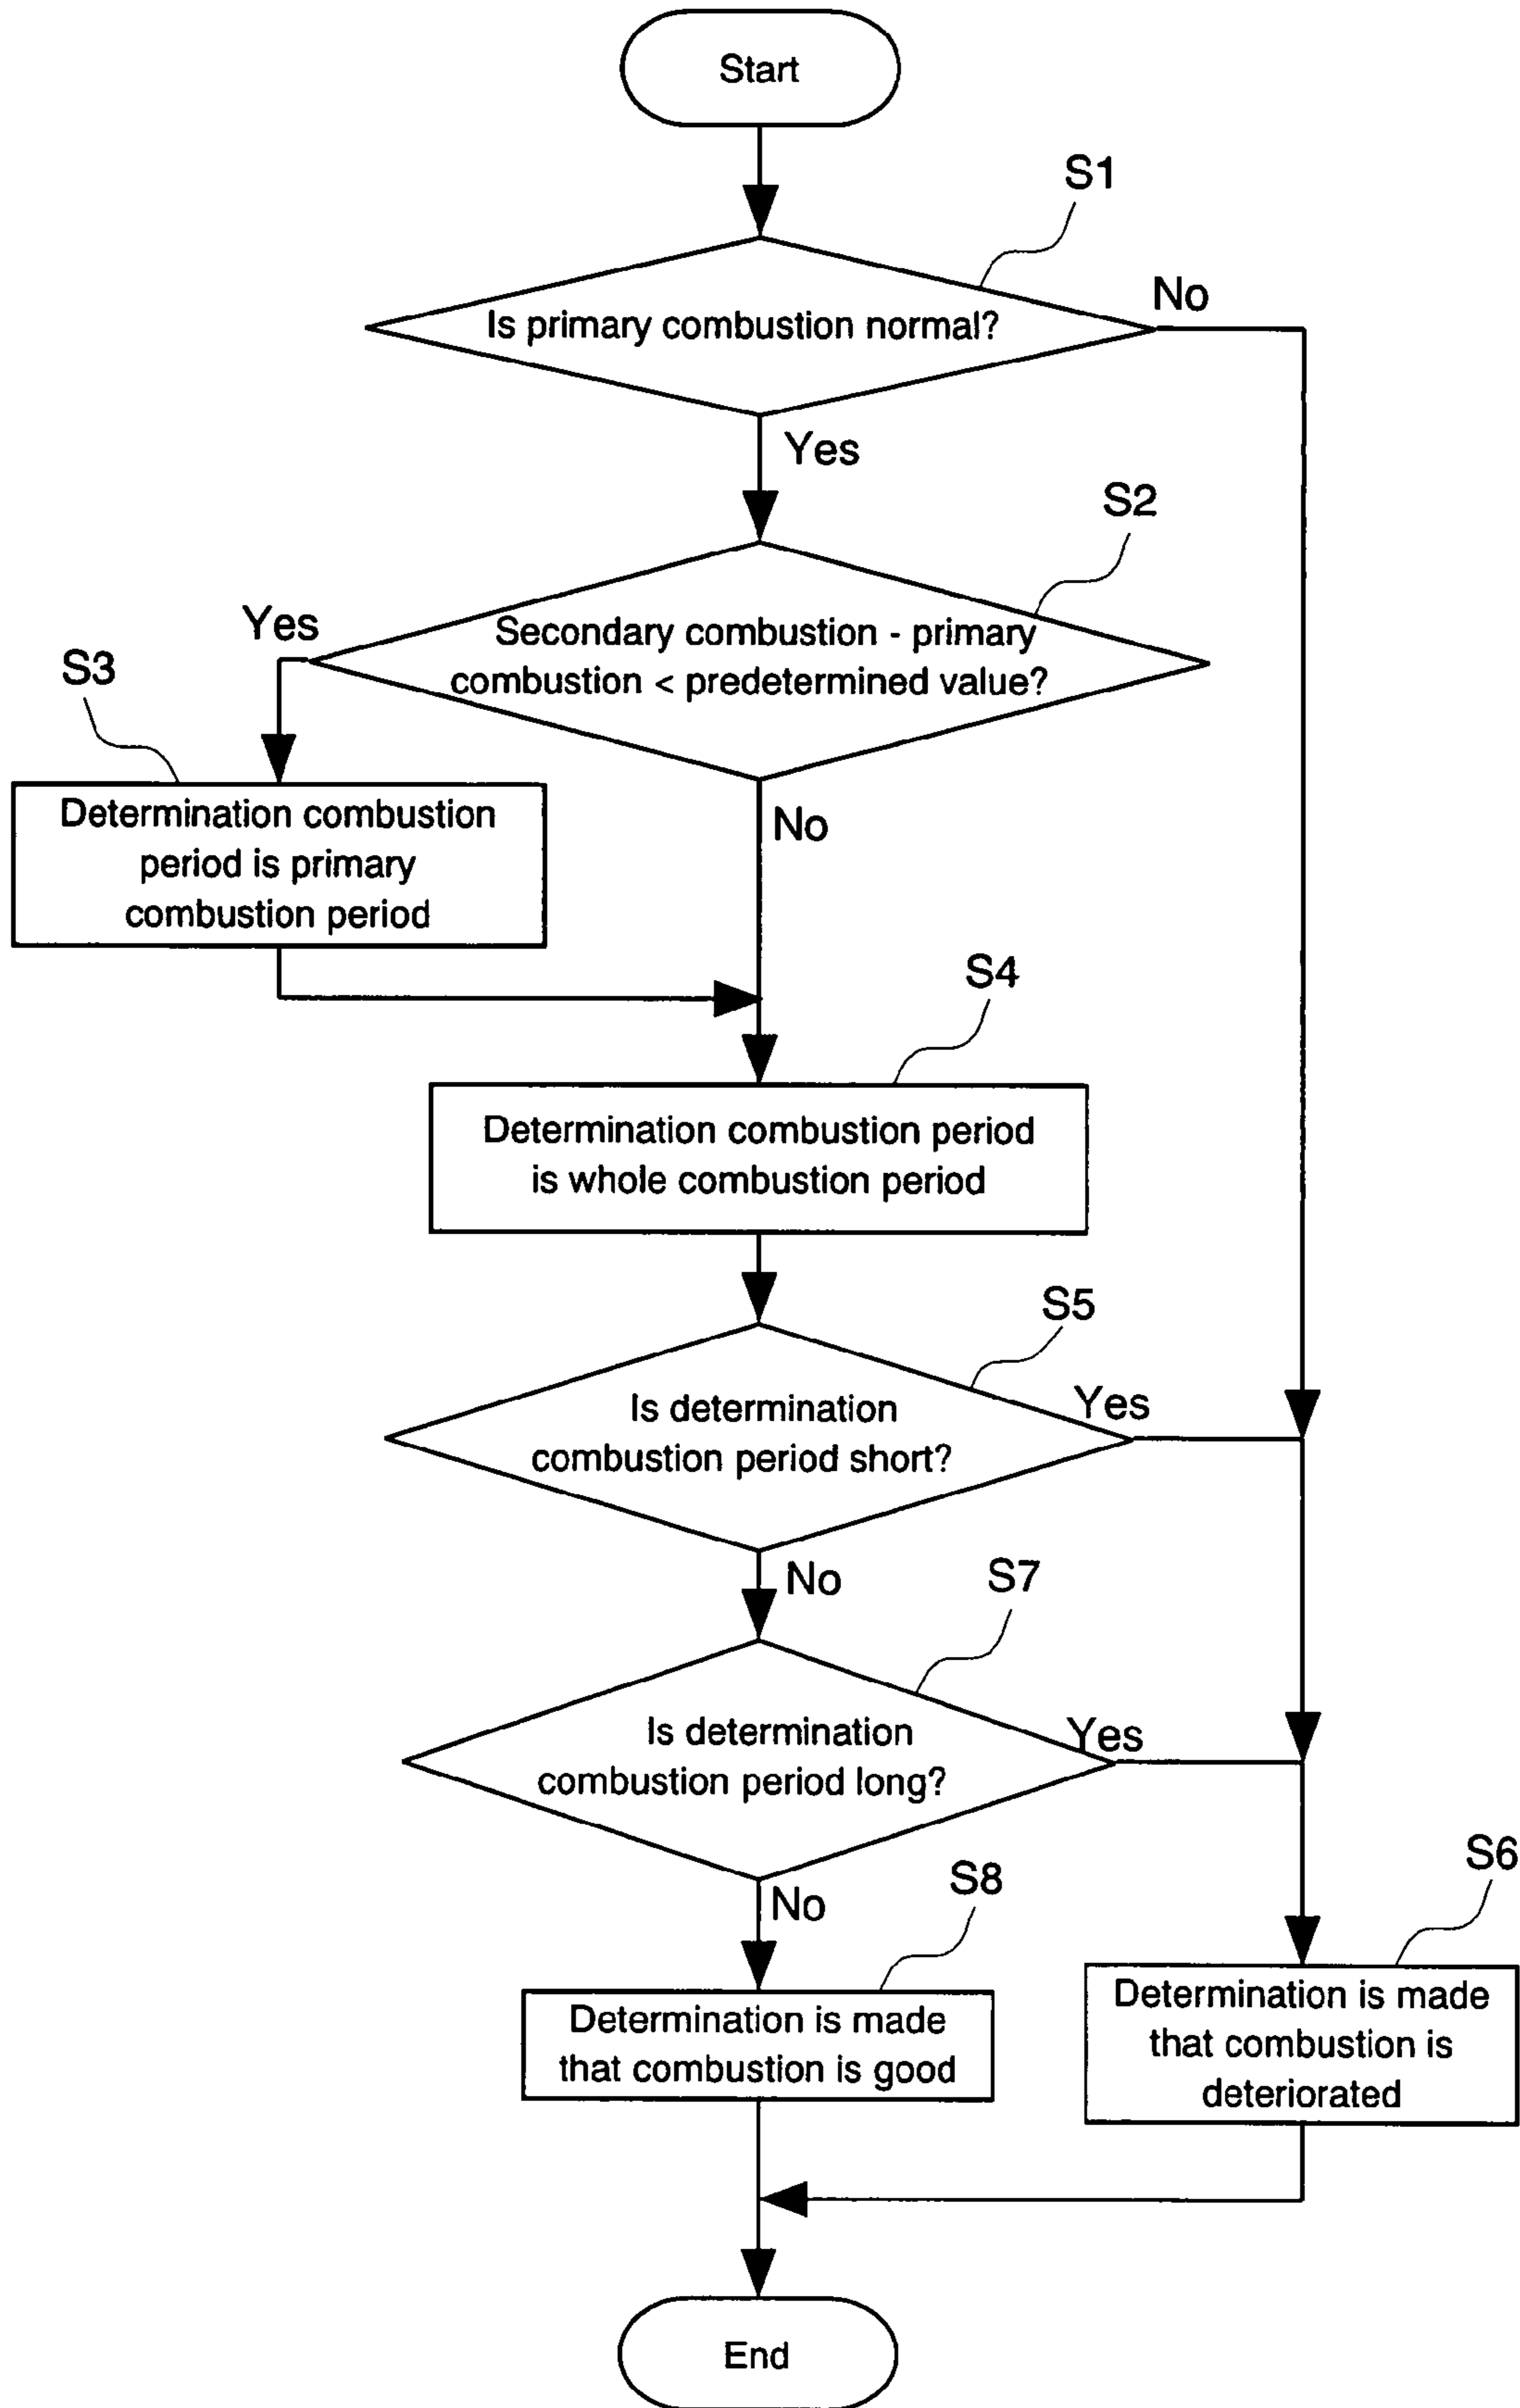 Start
S1
No
Is primary combustion normal?
Yes
S2
Yes
Secondary combustion - primary
combustion < predetermined value?
S3
Determination combustion
period is primary
combustion period
No
S4
Determination combustion period
is whole combustion period
S5
Yes
Is determination
combustion period short?
No
S7
Yes
Is determination
combustion period long?
No
S8
S6
Determination is made
that combustion is good
Determination is made
that combustion is
deteriorated
End